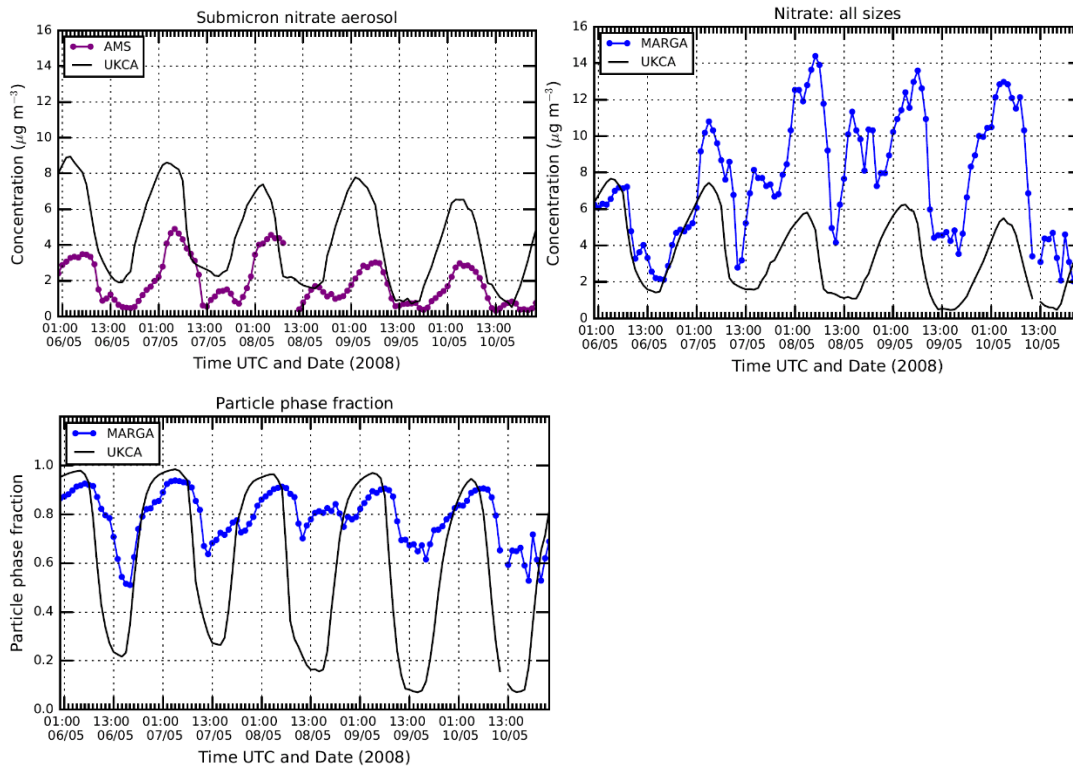 Submicron nitrate aerosol
16
14
12
10
8
6
4
2
0
Concentration (μg m⁻³)
AMS
UKCA
01:00 13:00 01:00 13:00 01:00 13:00 01:00 13:00 01:00 13:00
06/05 06/05 07/05 07/05 08/05 08/05 09/05 09/05 10/05 10/05
Time UTC and Date (2008)
Nitrate: all sizes
16
14
12
10
8
6
4
2
0
Concentration (μg m⁻³)
MARGA
UKCA
01:00 13:00 01:00 13:00 01:00 13:00 01:00 13:00 01:00 13:00
06/05 06/05 07/05 07/05 08/05 08/05 09/05 09/05 10/05 10/05
Time UTC and Date (2008)
Particle phase fraction
1.0
0.8
0.6
0.4
0.2
0.0
Particle phase fraction
MARGA
UKCA
01:00 13:00 01:00 13:00 01:00 13:00 01:00 13:00 01:00 13:00
06/05 06/05 07/05 07/05 08/05 08/05 09/05 09/05 10/05 10/05
Time UTC and Date (2008)